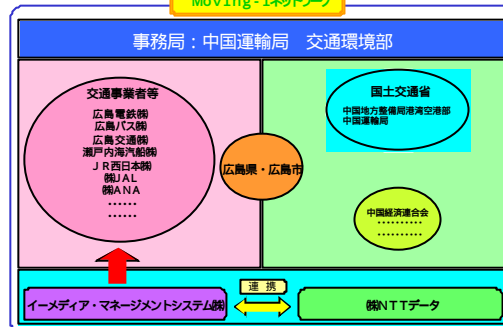 Moving-1ネットワーク
事務局：中国運輸局　交通環境部
交通事業者等
広島電鉄㈱
広島バス㈱
広島交通㈱
瀬戸内海汽船㈱
ＪＲ西日本㈱
㈱JAL
㈱ANA
……
……
広島県・広島市
国土交通省
中国地方整備局港湾空港部
中国運輸局
中国経済連合会
………
………
連 携
イーメディア・マネージメントシステム㈱
㈱NTTデータ